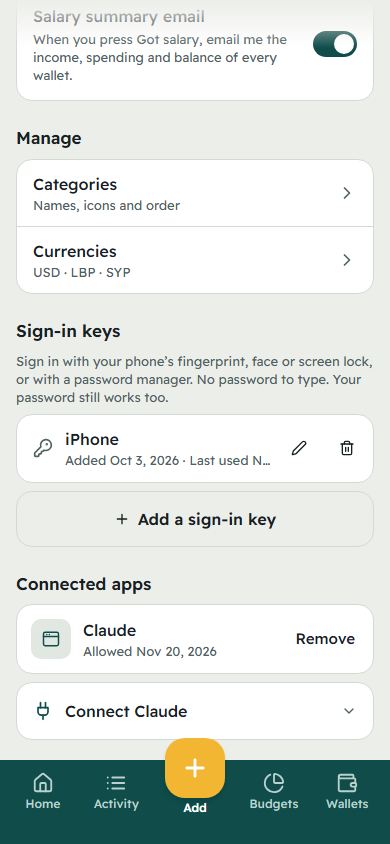 Salary summary email
When you press Got salary, email me the
income, spending and balance of every
wallet.
Manage
Categories
Names, icons and order
Currencies
USD · LBP · SYP
Sign-in keys
Sign in with your phone’s fingerprint, face or screen lock,
or with a password manager. No password to type. Your
password still works too.
iPhone
Added Oct 3, 2026 · Last used N…
+ Add a sign-in key
Connected apps
Claude
Allowed Nov 20, 2026
Remove
Connect Claude
Home
Activity
Add
Budgets
Wallets